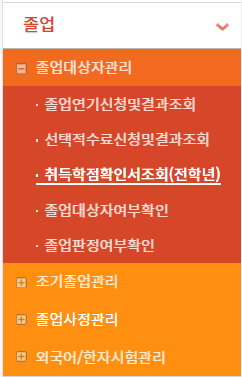 졸업
졸업대상자관리
· 졸업연기신청및결과조회
· 선택적수료신청및결과조회
· 취득학점확인서조회(전학년)
· 졸업대상자여부확인
· 졸업판정여부확인
조기졸업관리
졸업사정관리
외국어/한자시험관리